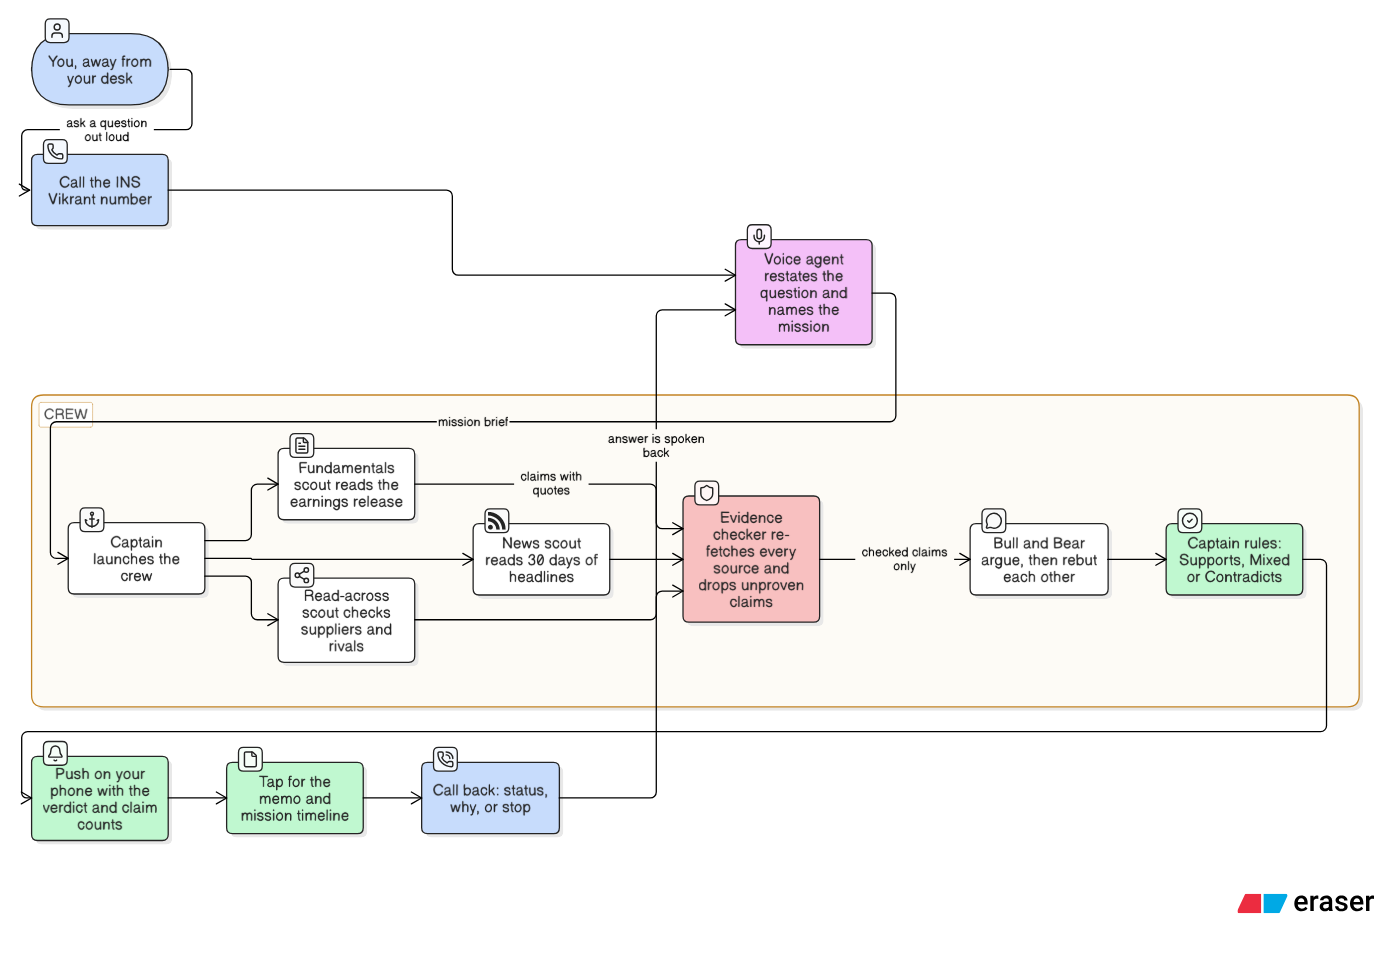 You, away from
your desk
ask a question
out loud
Call the INS
Vikrant number
Voice agent
restates the
question and
names the
mission
CREW
mission brief
answer is spoken
back
Fundamentals
scout reads the
earnings release
claims with
quotes
Captain
launches the
crew
News scout
reads 30 days of
headlines
Read-across
scout checks
suppliers and
rivals
Evidence
checker re-
fetches every
source and
drops unproven
claims
checked claims
only
Bull and Bear
argue, then rebut
each other
Captain rules:
Supports, Mixed
or Contradicts
Push on your
phone with the
verdict and claim
counts
Tap for the
memo and
mission timeline
Call back: status,
why, or stop
eraser